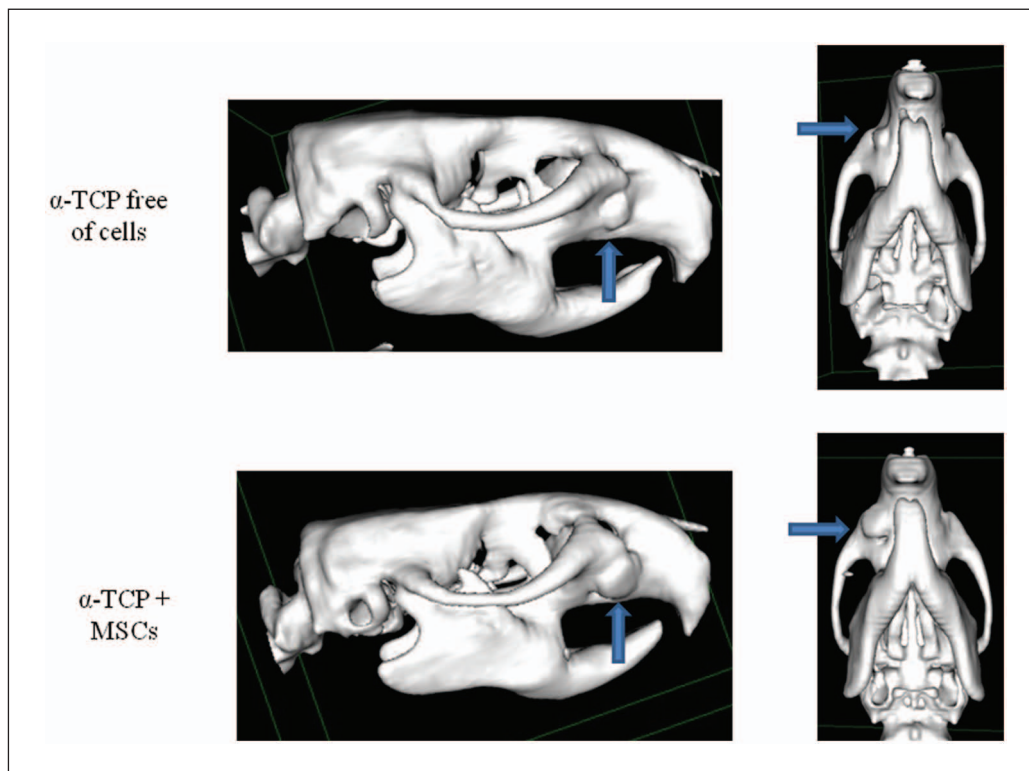 α-TCP free
of cells
α-TCP +
MSCs